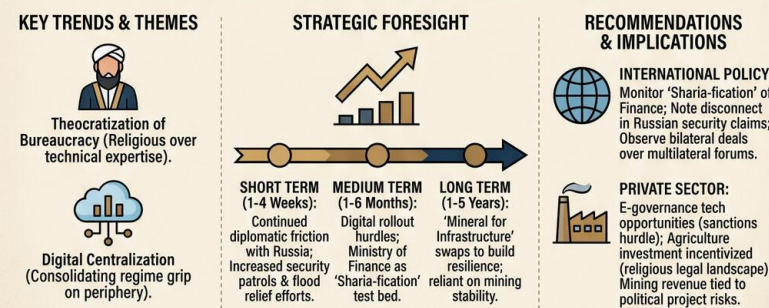 KEY TRENDS & THEMES
Theocratization of
Bureaucracy (Religious over
technical expertise).
Digital Centralization
(Consolidating regime grip
on periphery).
STRATEGIC FORESIGHT
SHORT TERM
(1-4 Weeks):
Continued
diplomatic friction
with Russia;
Increased security
patrols & flood
relief efforts.
MEDIUM TERM
(1-6 Months):
Digital rollout
hurdles;
Ministry of
Finance as
'Sharia-fication'
test bed.
LONG TERM
(1-5 Years):
'Mineral for
Infrastructure'
swaps to build
resilience;
reliant on mining
stability.
RECOMMENDATIONS
& IMPLICATIONS
INTERNATIONAL POLICY
Monitor 'Sharia-fication' of
Finance; Note disconnect
in Russian security claims;
Observe bilateral deals
over multilateral forums.
PRIVATE SECTOR:
E-governance tech
opportunities (sanctions
hurdle); Agriculture
investment incentivized
(religious legal landscape)
Mining revenue tied to
political project risks.